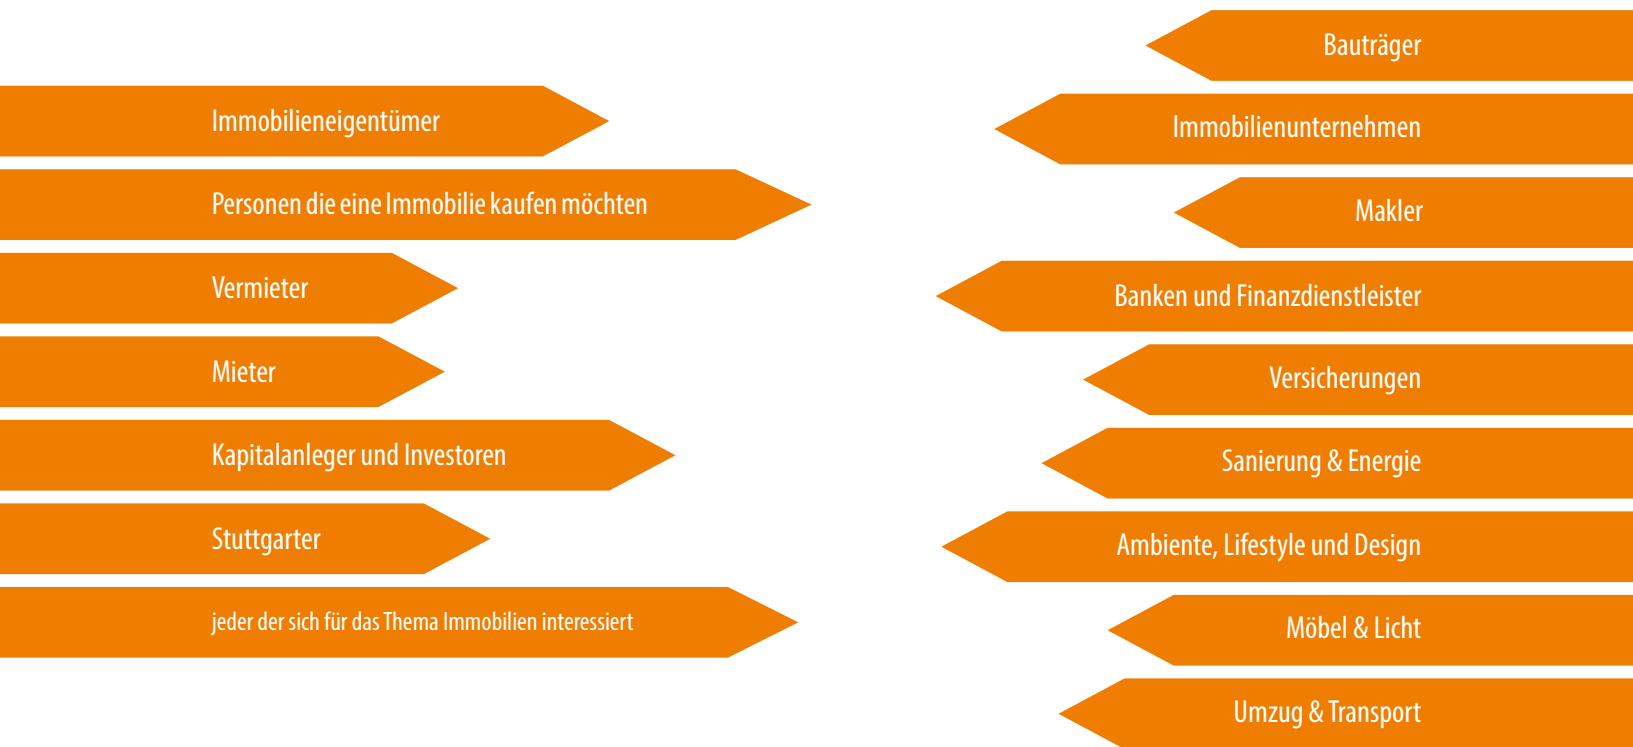 Immobilieneigentümer
Personen die eine Immobilie kaufen möchten
Vermieter
Mieter
Kapitalanleger und Investoren
Stuttgarter
jeder der sich für das Thema Immobilien interessiert
Bauträger
Immobilienunternehmen
Makler
Banken und Finanzdienstleister
Versicherungen
Sanierung & Energie
Ambiente, Lifestyle und Design
Möbel & Licht
Umzug & Transport